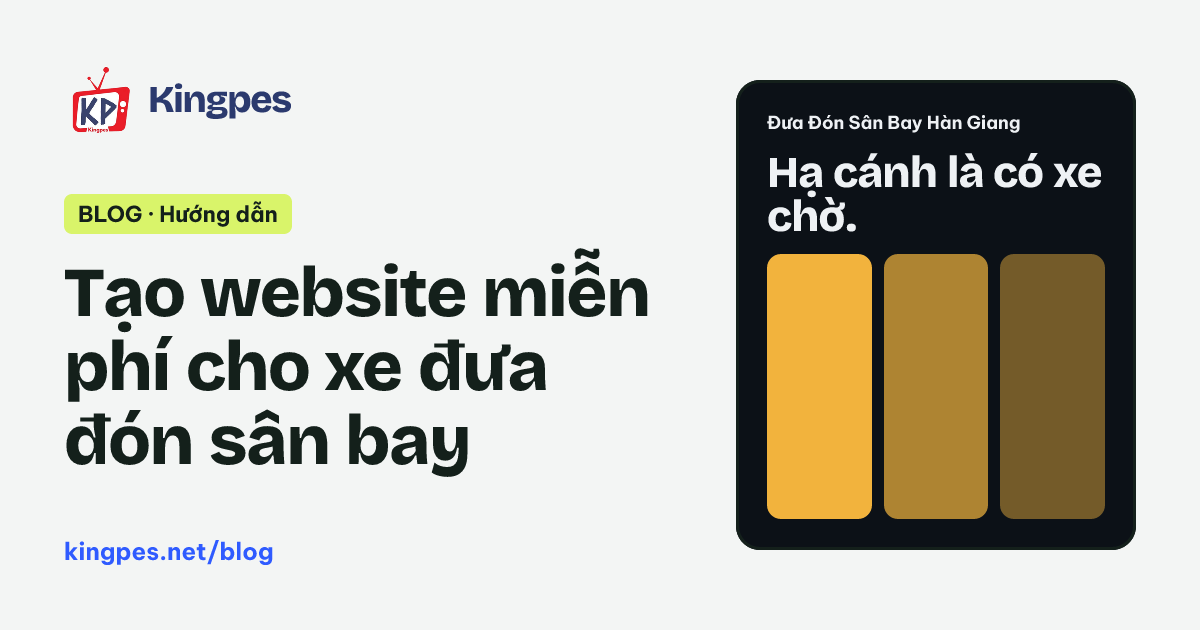 KP
Kingpes
Kingpes
BLOG · Hướng dẫn
Tạo website miễn
phí cho xe đưa
đón sân bay
kingpes.net/blog
Đưa Đón Sân Bay Hàn Giang
Hạ cánh là có xe
chờ.